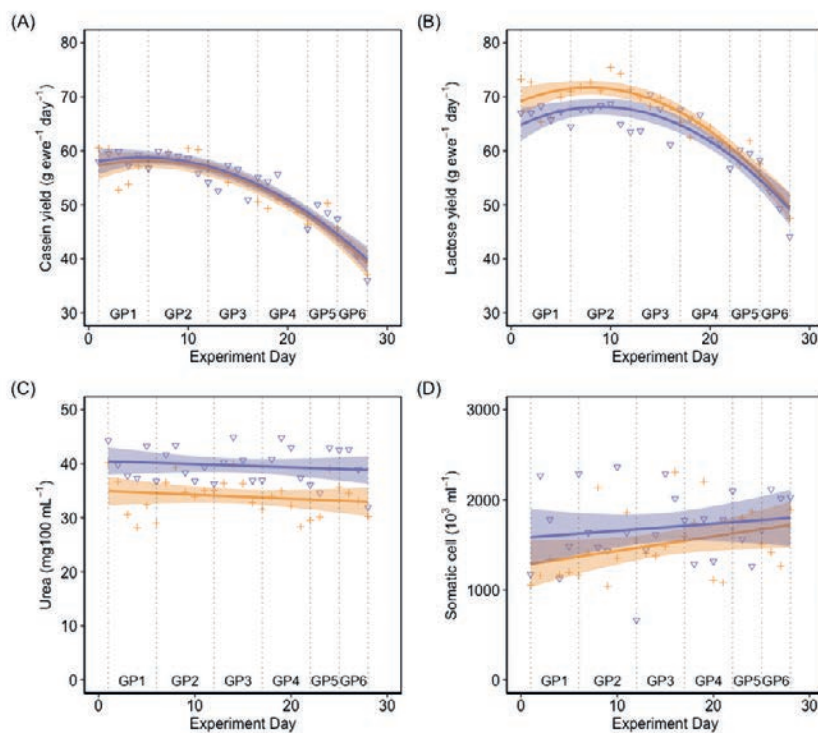 (A)
80
70
60
50
40
30
Casein yield (g ewe⁻¹ day⁻¹)
GP1 GP2 GP3 GP4 GP5 GP6
0 10 20 30
Experiment Day
(B)
80
70
60
50
40
30
Lactose yield (g ewe⁻¹ day⁻¹)
GP1 GP2 GP3 GP4 GP5 GP6
0 10 20 30
Experiment Day
(C)
50
40
30
20
10
0
Urea (mg100 mL⁻¹)
GP1 GP2 GP3 GP4 GP5 GP6
0 10 20 30
Experiment Day
(D)
3000
2000
1000
0
Somatic cell (10³ ml⁻¹)
GP1 GP2 GP3 GP4 GP5 GP6
0 10 20 30
Experiment Day